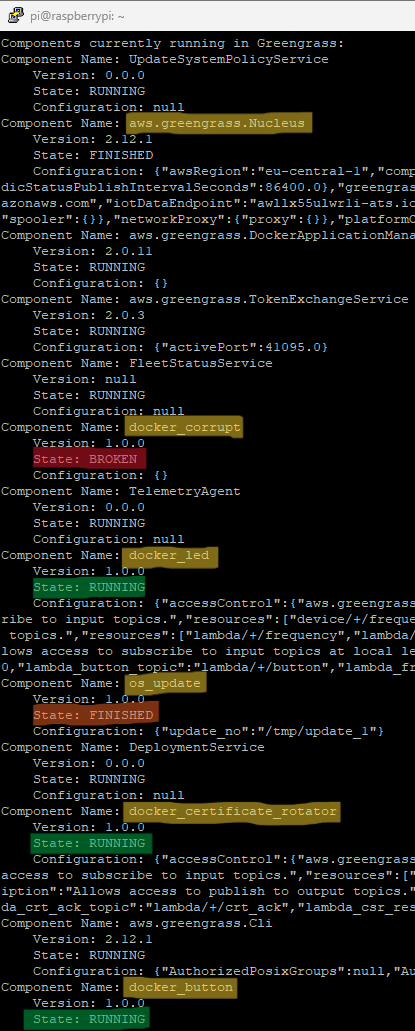 pi@raspberrypi: ~
Components currently running in Greengrass:
Component Name: UpdateSystemPolicyService
Version: 0.0.0
State: RUNNING
Configuration: null
Component Name: aws.greengrass.Nucleus
Version: 2.12.1
State: FINISHED
Configuration: {"awsRegion":"eu-central-1","comp
dicStatusPublishIntervalSeconds":86400.0},"greengras
azonaws.com","iotDataEndpoint":"awllx55ulwrli-ats.io
"spooler":{}},"networkProxy":{"proxy":{}},"platformO
Component Name: aws.greengrass.DockerApplicationMana
Version: 2.0.11
State: RUNNING
Configuration: {}
Component Name: aws.greengrass.TokenExchangeService
Version: 2.0.3
State: RUNNING
Configuration: {"activePort":41095.0}
Component Name: FleetStatusService
Version: null
State: RUNNING
Configuration: null
Component Name: docker_corrupt
Version: 1.0.0
State: BROKEN
Configuration: {}
Component Name: TelemetryAgent
Version: 0.0.0
State: RUNNING
Configuration: null
Component Name: docker_led
Version: 1.0.0
State: RUNNING
Configuration: {"accessControl":{"aws.greengrass
ribe to input topics.","resources":["device/+/freque
topics.","resources":["lambda/+/frequency","lambda/
lows access to subscribe to input topics at local le
0,"lambda_button_topic":"lambda/+/button","lambda_fr
Component Name: os_update
Version: 1.0.0
State: FINISHED
Configuration: {"update_no":"/tmp/update_1"}
Component Name: DeploymentService
Version: 0.0.0
State: RUNNING
Configuration: null
Component Name: docker_certificate_rotator
Version: 1.0.0
State: RUNNING
Configuration: {"accessControl":{"aws.greengrass
access to subscribe to input topics.","resources":["
iption":"Allows access to publish to output topics."
da_crt_ack_topic":"lambda/+/crt_ack","lambda_csr_res
Component Name: aws.greengrass.Cli
Version: 2.12.1
State: RUNNING
Configuration: {"AuthorizedPosixGroups":null,"Au
Component Name: docker_button
Version: 1.0.0
State: RUNNING